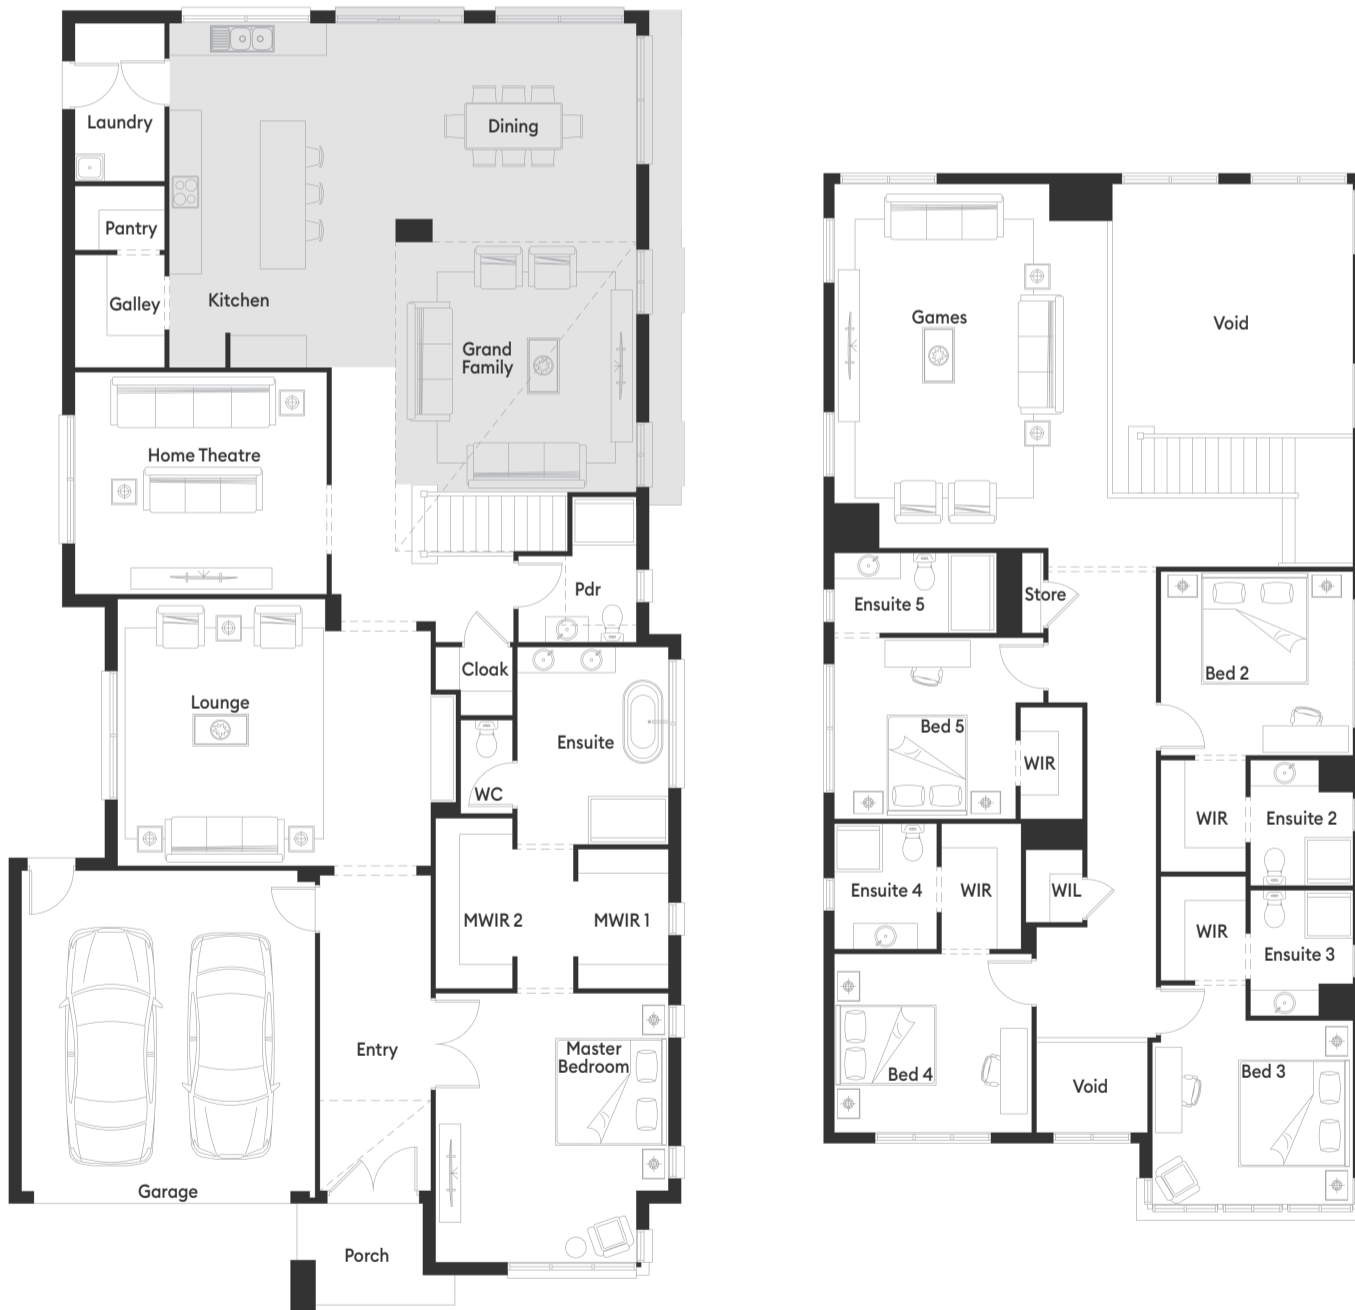 Laundry
Dining
Pantry
Galley
Kitchen
Grand
Family
Home Theatre
Pdr
Cloak
Lounge
Ensuite
WC
MWIR 2
MWIR 1
Entry
Master
Bedroom
Garage
Porch
Games
Void
Ensuite 5
Store
Bed 2
Bed 5
WIR
WIR
Ensuite 2
Ensuite 4
WIR
WIL
WIR
Ensuite 3
Bed 4
Void
Bed 3